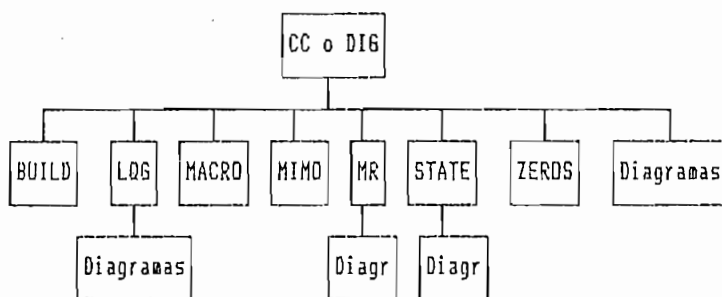 CC o DIG
BUILD LQG MACRO MIMO MR STATE ZEROS Diagramas
Diagramas Diagr Diagr